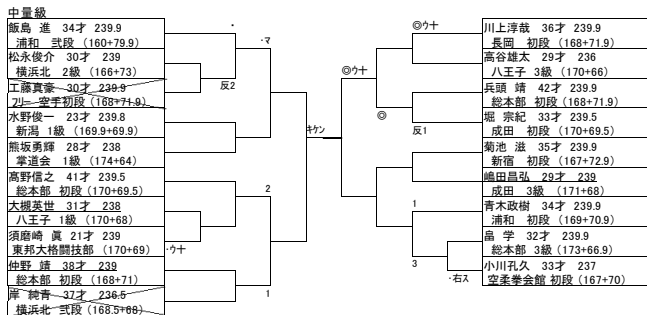 中量級
飯島 進 34才 239.9
浦和 弐段 (160+79.9)
松永俊介 30才 239
横浜北 2級 (166+73)
工藤真豪 30才 239.9
フリー 空手初段 (168+71.9)
水野俊一 23才 239.8
新潟 1級 (169.9+69.9)
熊坂勇輝 28才 238
掌道会 1級 (174+64)
髙野信之 41才 239.5
総本部 初段 (170+69.5)
大槻英世 31才 238
八王子 1級 (170+68)
須磨崎 眞 21才 239
東邦大格闘技部 (170+69)
仲野 靖 38才 239
総本部 初段 (168+71)
岸 純青 37才 236.5
横浜北 弐段 (168.5+68)
・
・マ
反2
・ウ十
2
1
キケン
◎ウ十
◎ウ十
◎
反1
1
3
・右ス
川上淳哉 36才 239.9
長岡 初段 (168+71.9)
高谷雄太 29才 236
八王子 3級 (170+66)
兵頭 靖 42才 239.9
総本部 初段 (168+71.9)
堀 宗紀 33才 239.5
成田 初段 (170+69.5)
菊池 滋 35才 239.9
新宿 初段 (167+72.9)
嶋田昌弘 29才 239
成田 3級 (171+68)
青木政樹 34才 239.9
浦和 初段 (169+70.9)
畠 学 32才 239.9
総本部 3級 (173+66.9)
小川孔久 33才 237
空柔拳会館 初段 (167+70)